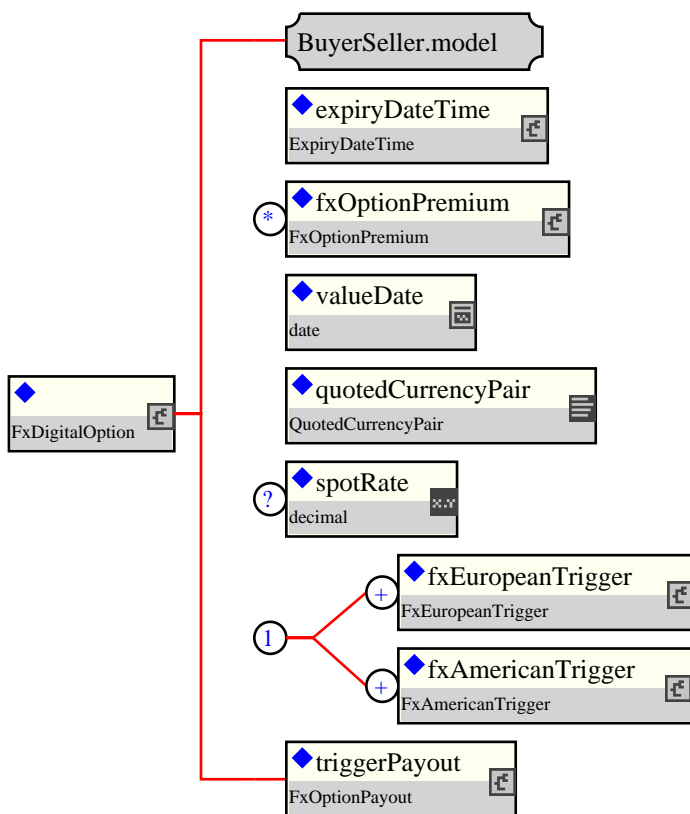 BuyerSeller.model
expiryDateTime
ExpiryDateTime
*
fxOptionPremium
FxOptionPremium
valueDate
date
FxDigitalOption
quotedCurrencyPair
QuotedCurrencyPair
?
spotRate
decimal
x.y
+
fxEuropeanTrigger
FxEuropeanTrigger
1
+
fxAmericanTrigger
FxAmericanTrigger
triggerPayout
FxOptionPayout